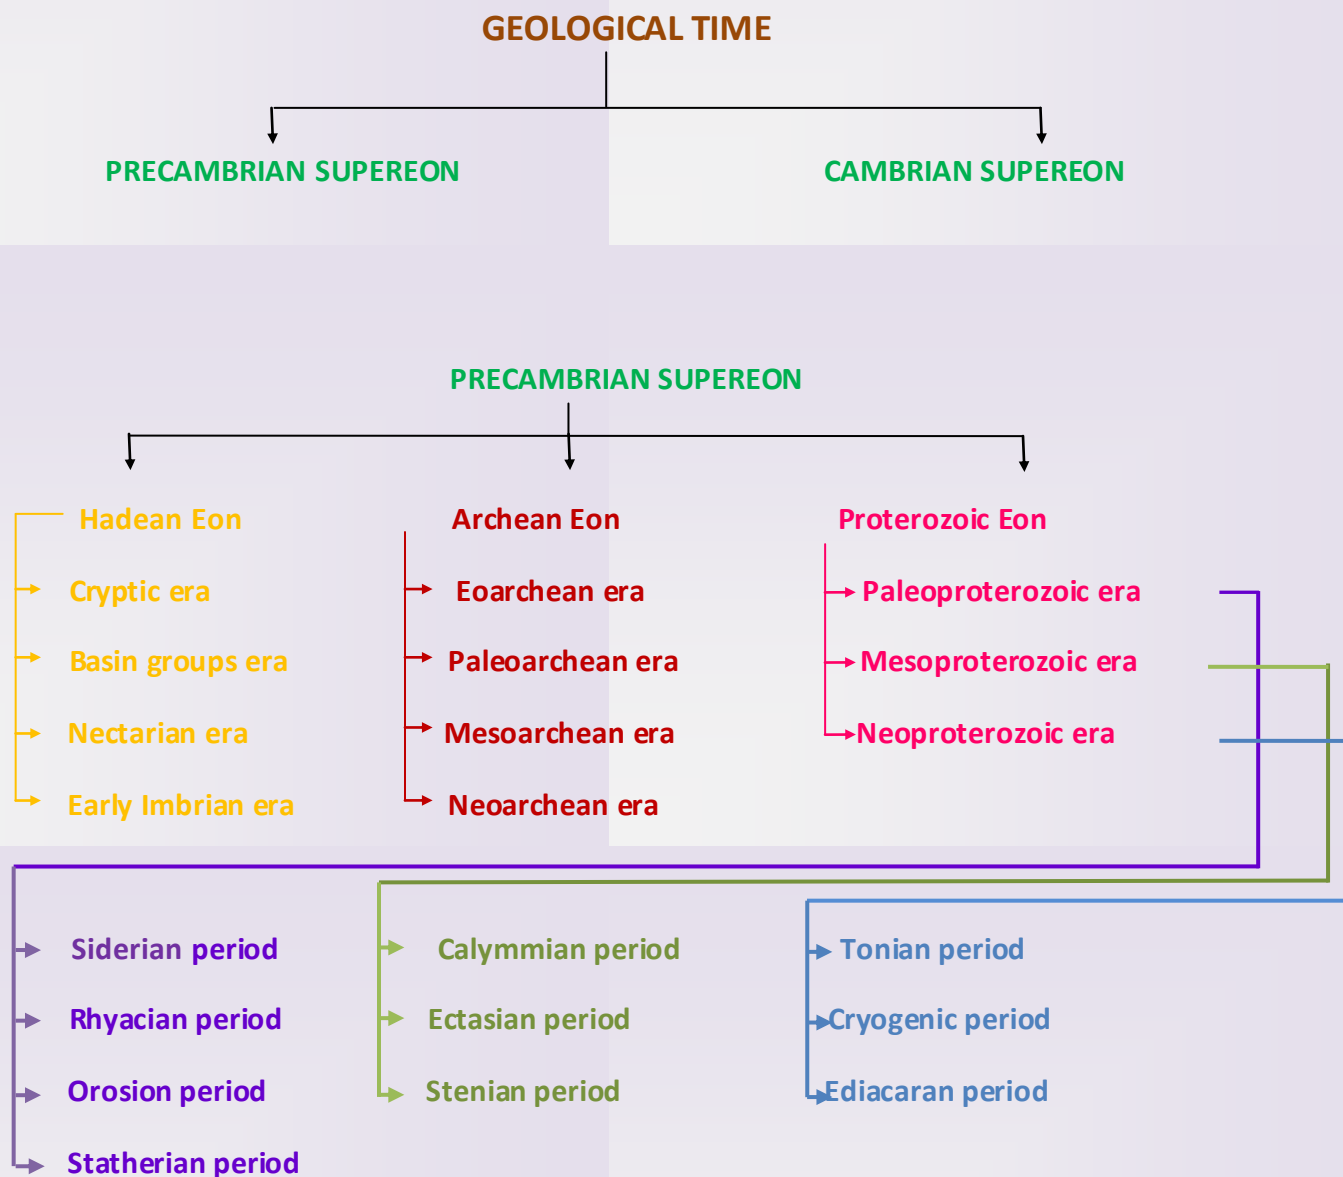 GEOLOGICAL TIME
PRECAMBRIAN SUPEREON
CAMBRIAN SUPEREON
PRECAMBRIAN SUPEREON
Hadean Eon
Cryptic era
Basin groups era
Nectarian era
Early Imbrian era
Archean Eon
Eoarchean era
Paleoarchean era
Mesoarchean era
Neoarchean era
Proterozoic Eon
Paleoproterozoic era
Mesoproterozoic era
Neoproterozoic era
Siderian period
Rhyacian period
Orosion period
Statherian period
Calymmian period
Ectasian period
Stenian period
Tonian period
Cryogenic period
Ediacaran period